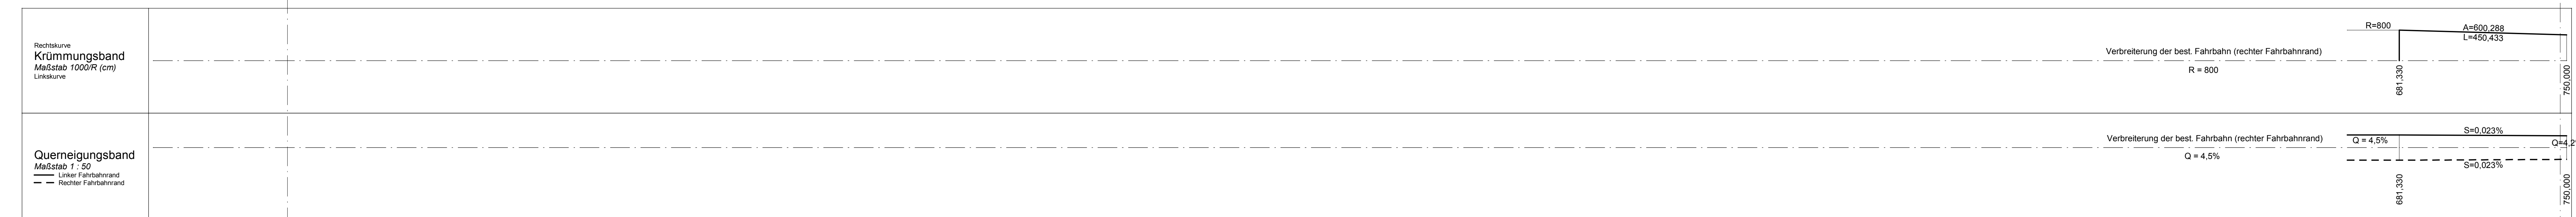 Rechtskurve
Krümmungsband
Maßstab 1000/R (cm)
Linkskurve
Verbreiterung der best. Fahrbahn (rechter Fahrbahnrand)
R = 800
R=800
A=600,288
L=450,433
681,330
750,000
Querneigungsband
Maßstab 1 : 50
Linker Fahrbahnrand
Rechter Fahrbahnrand
Verbreiterung der best. Fahrbahn (rechter Fahrbahnrand)
Q = 4,5%
Q = 4,5%
S=0,023%
S=0,023%
Q=4,2
681,330
750,000